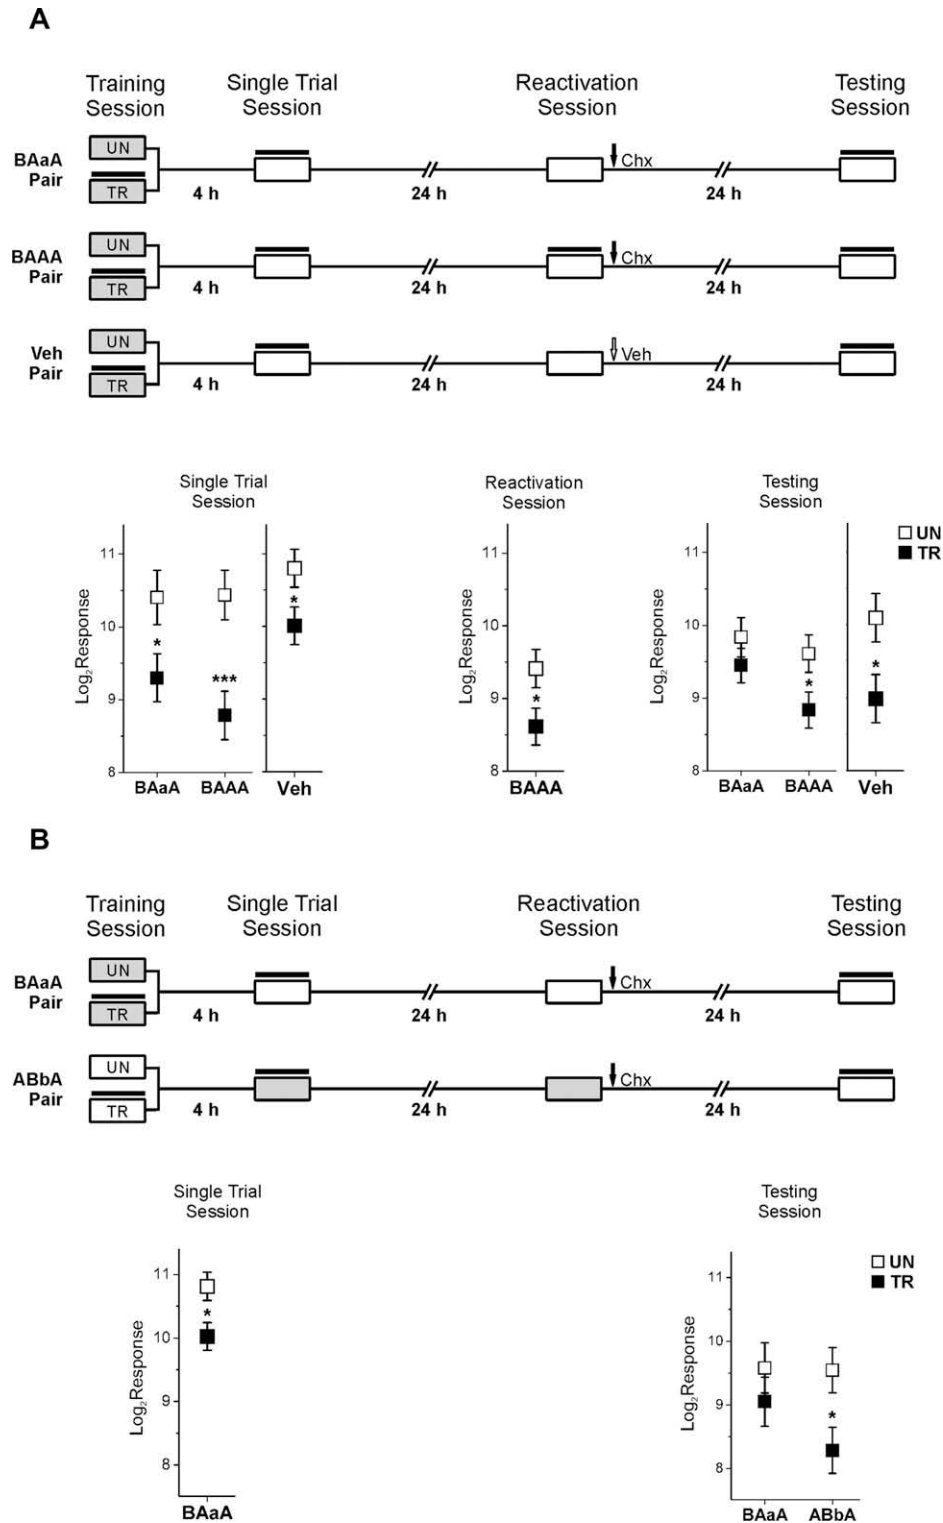 A
Training Session
Single Trial Session
Reactivation Session
Testing Session
BAaA Pair
UN
TR
4 h
24 h
Chx
24 h
BAAA Pair
UN
TR
4 h
24 h
Chx
24 h
Veh Pair
UN
TR
4 h
24 h
Veh
24 h
Single Trial Session
Log₂Response
11
10
9
8
*
***
*
BAaA
BAAA
Veh
Reactivation Session
Log₂Response
11
10
9
8
*
BAAA
Testing Session
Log₂Response
11
10
9
8
*
*
BAaA
BAAA
Veh
UN
TR
B
Training Session
Single Trial Session
Reactivation Session
Testing Session
BAaA Pair
UN
TR
4 h
24 h
Chx
24 h
ABbA Pair
UN
TR
4 h
24 h
Chx
24 h
Single Trial Session
Log₂Response
11
10
9
8
*
BAaA
Testing Session
Log₂Response
11
10
9
8
*
BAaA
ABbA
UN
TR